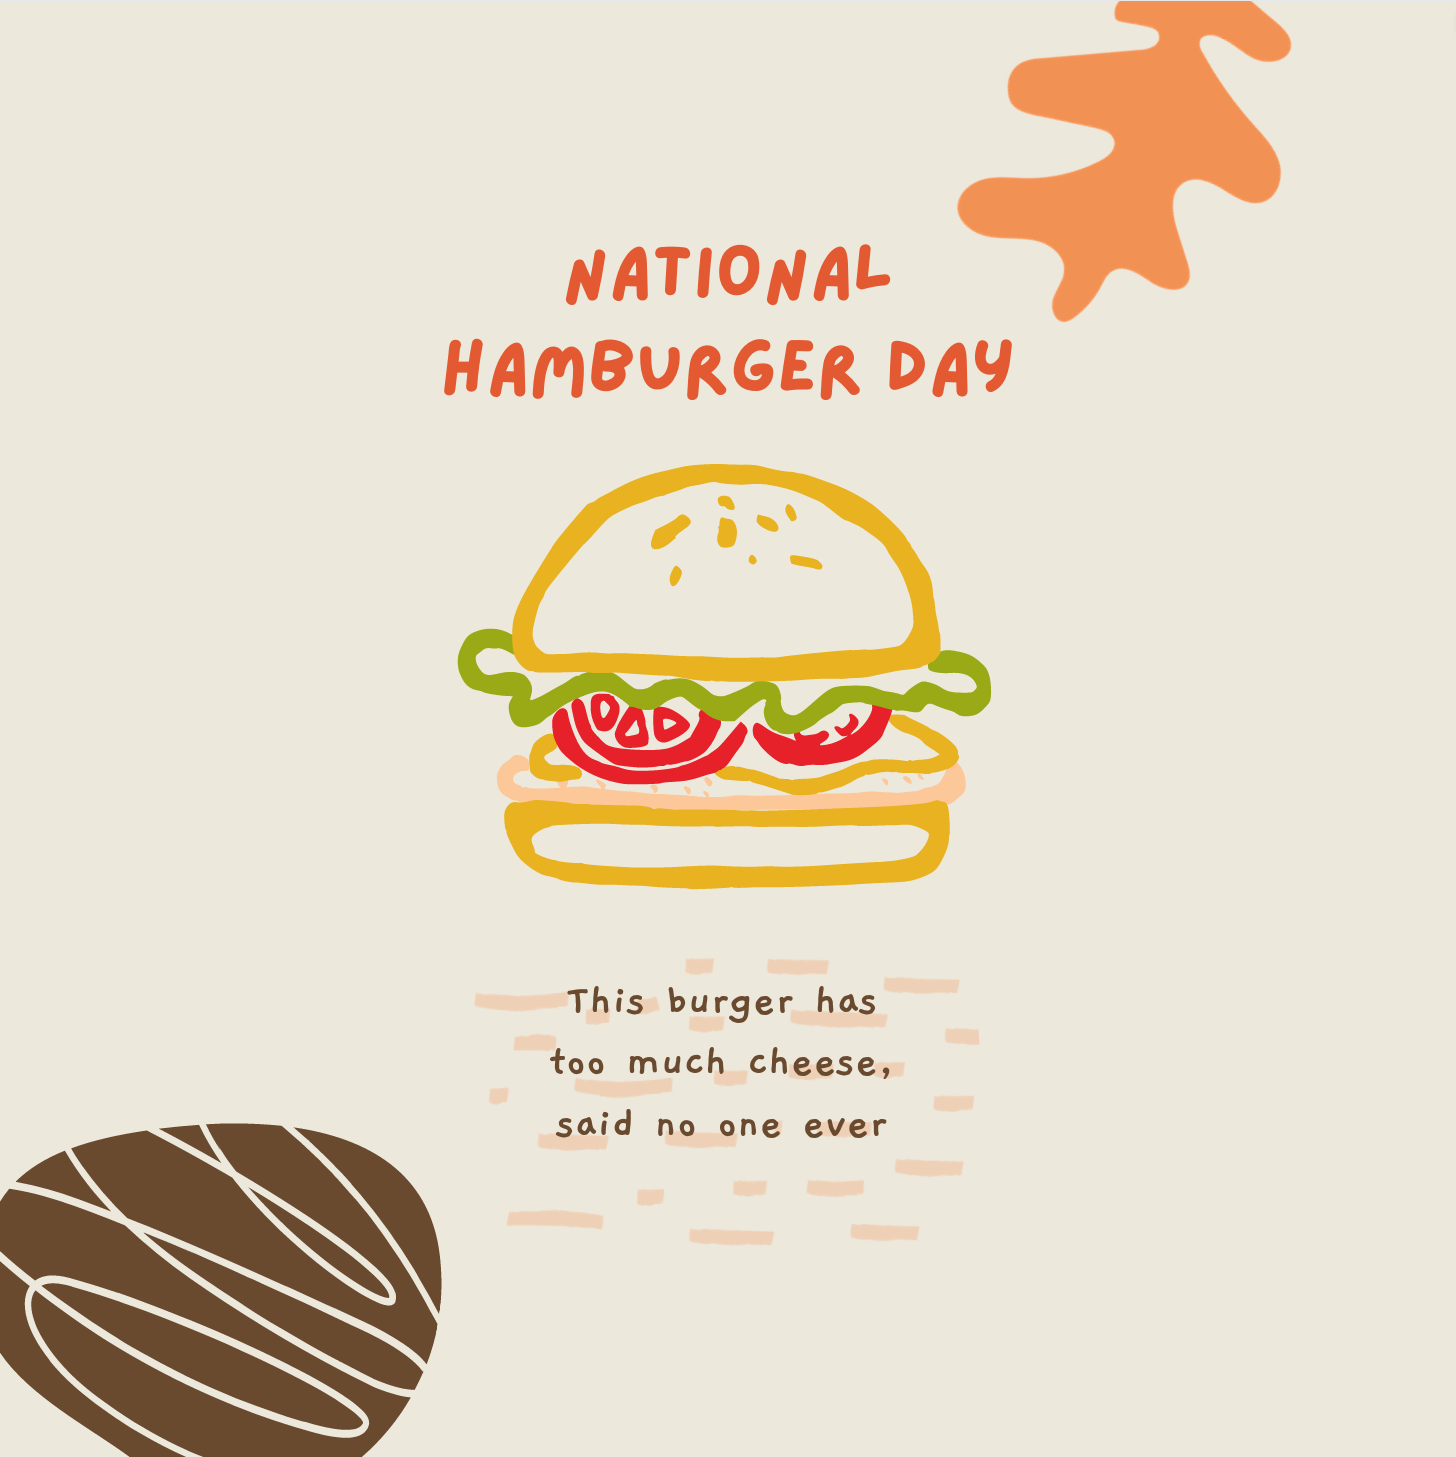 NATIONAL
HAMBURGER DAY
This burger has
too much cheese,
said no one ever